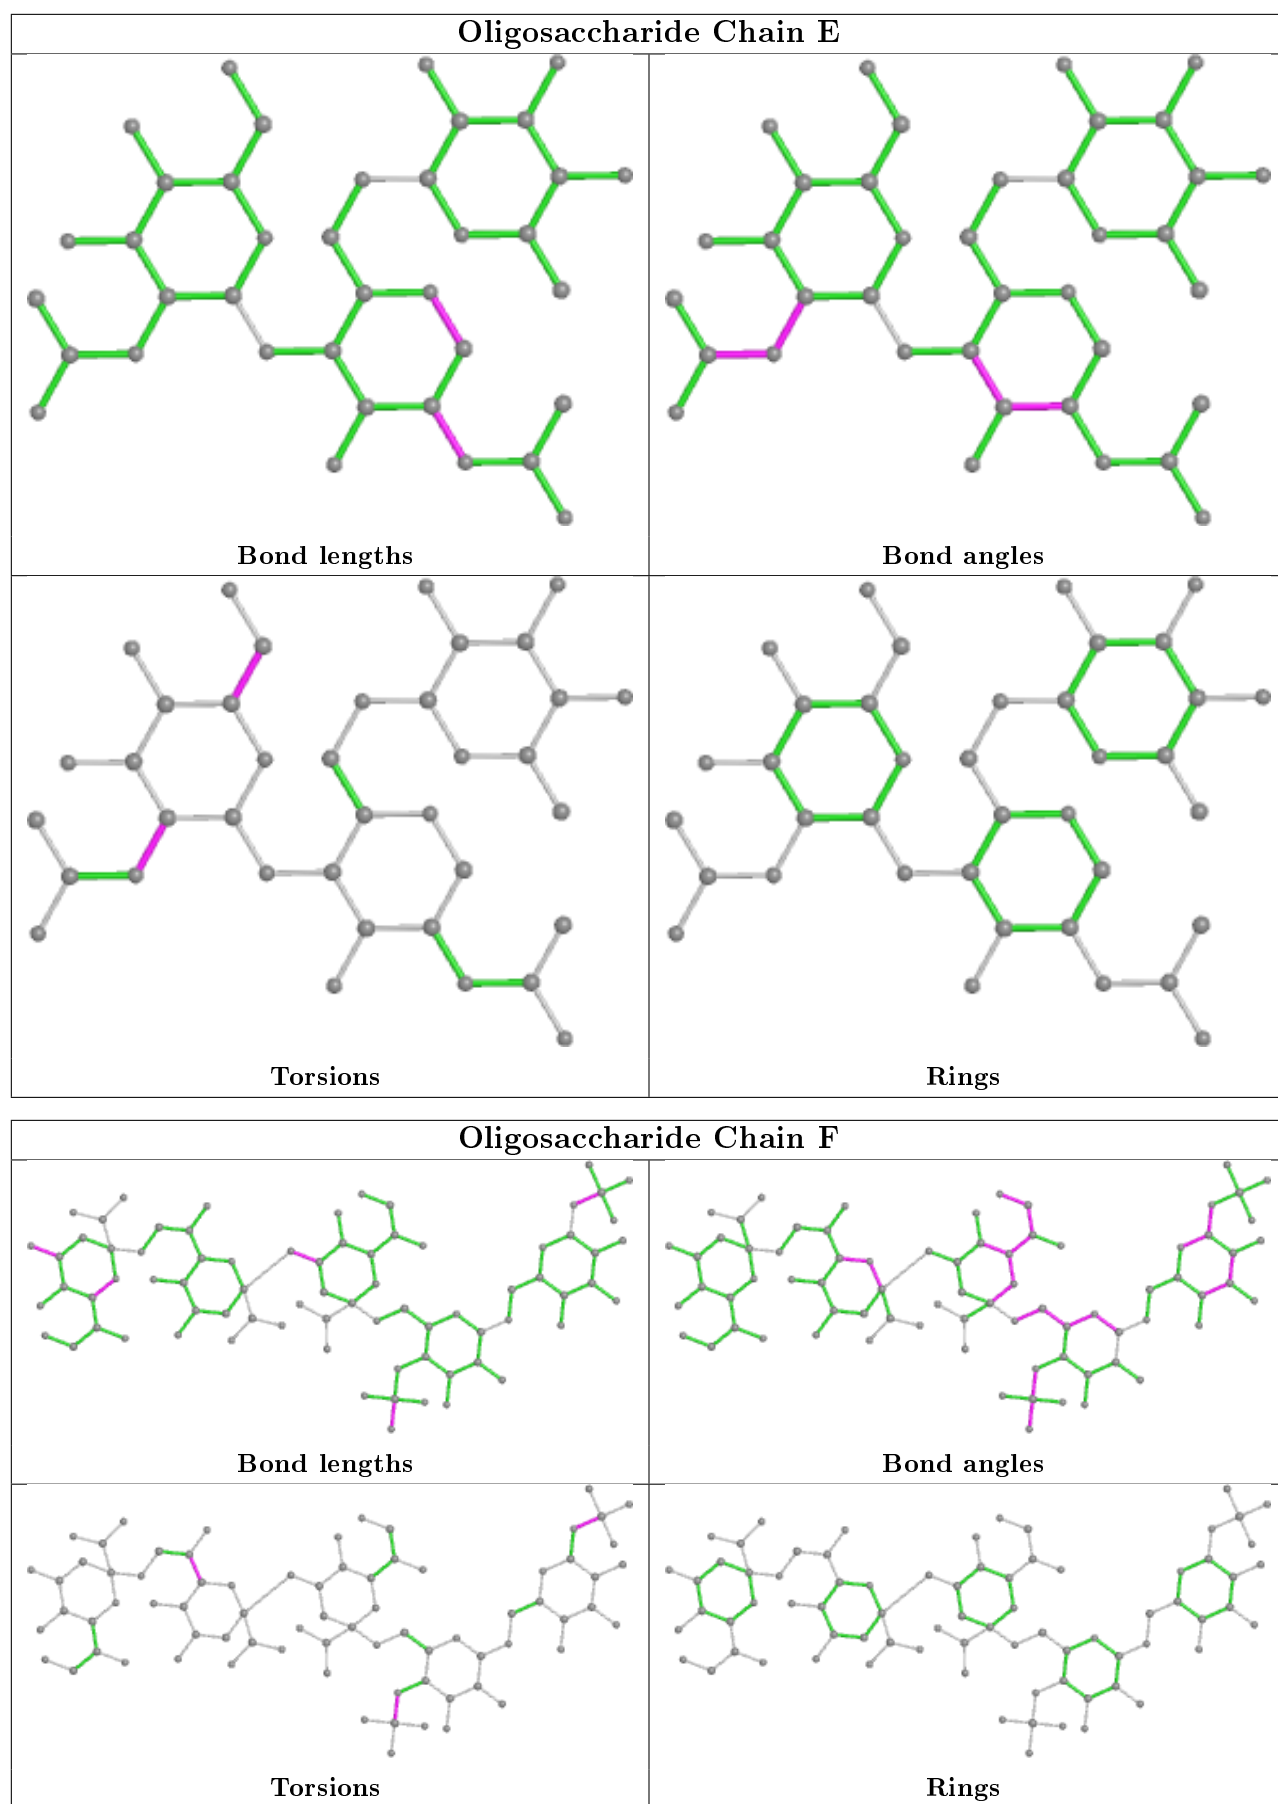 Oligosaccharide Chain E
Bond lengths
Bond angles
Torsions
Rings
Oligosaccharide Chain F
Bond lengths
Bond angles
Torsions
Rings